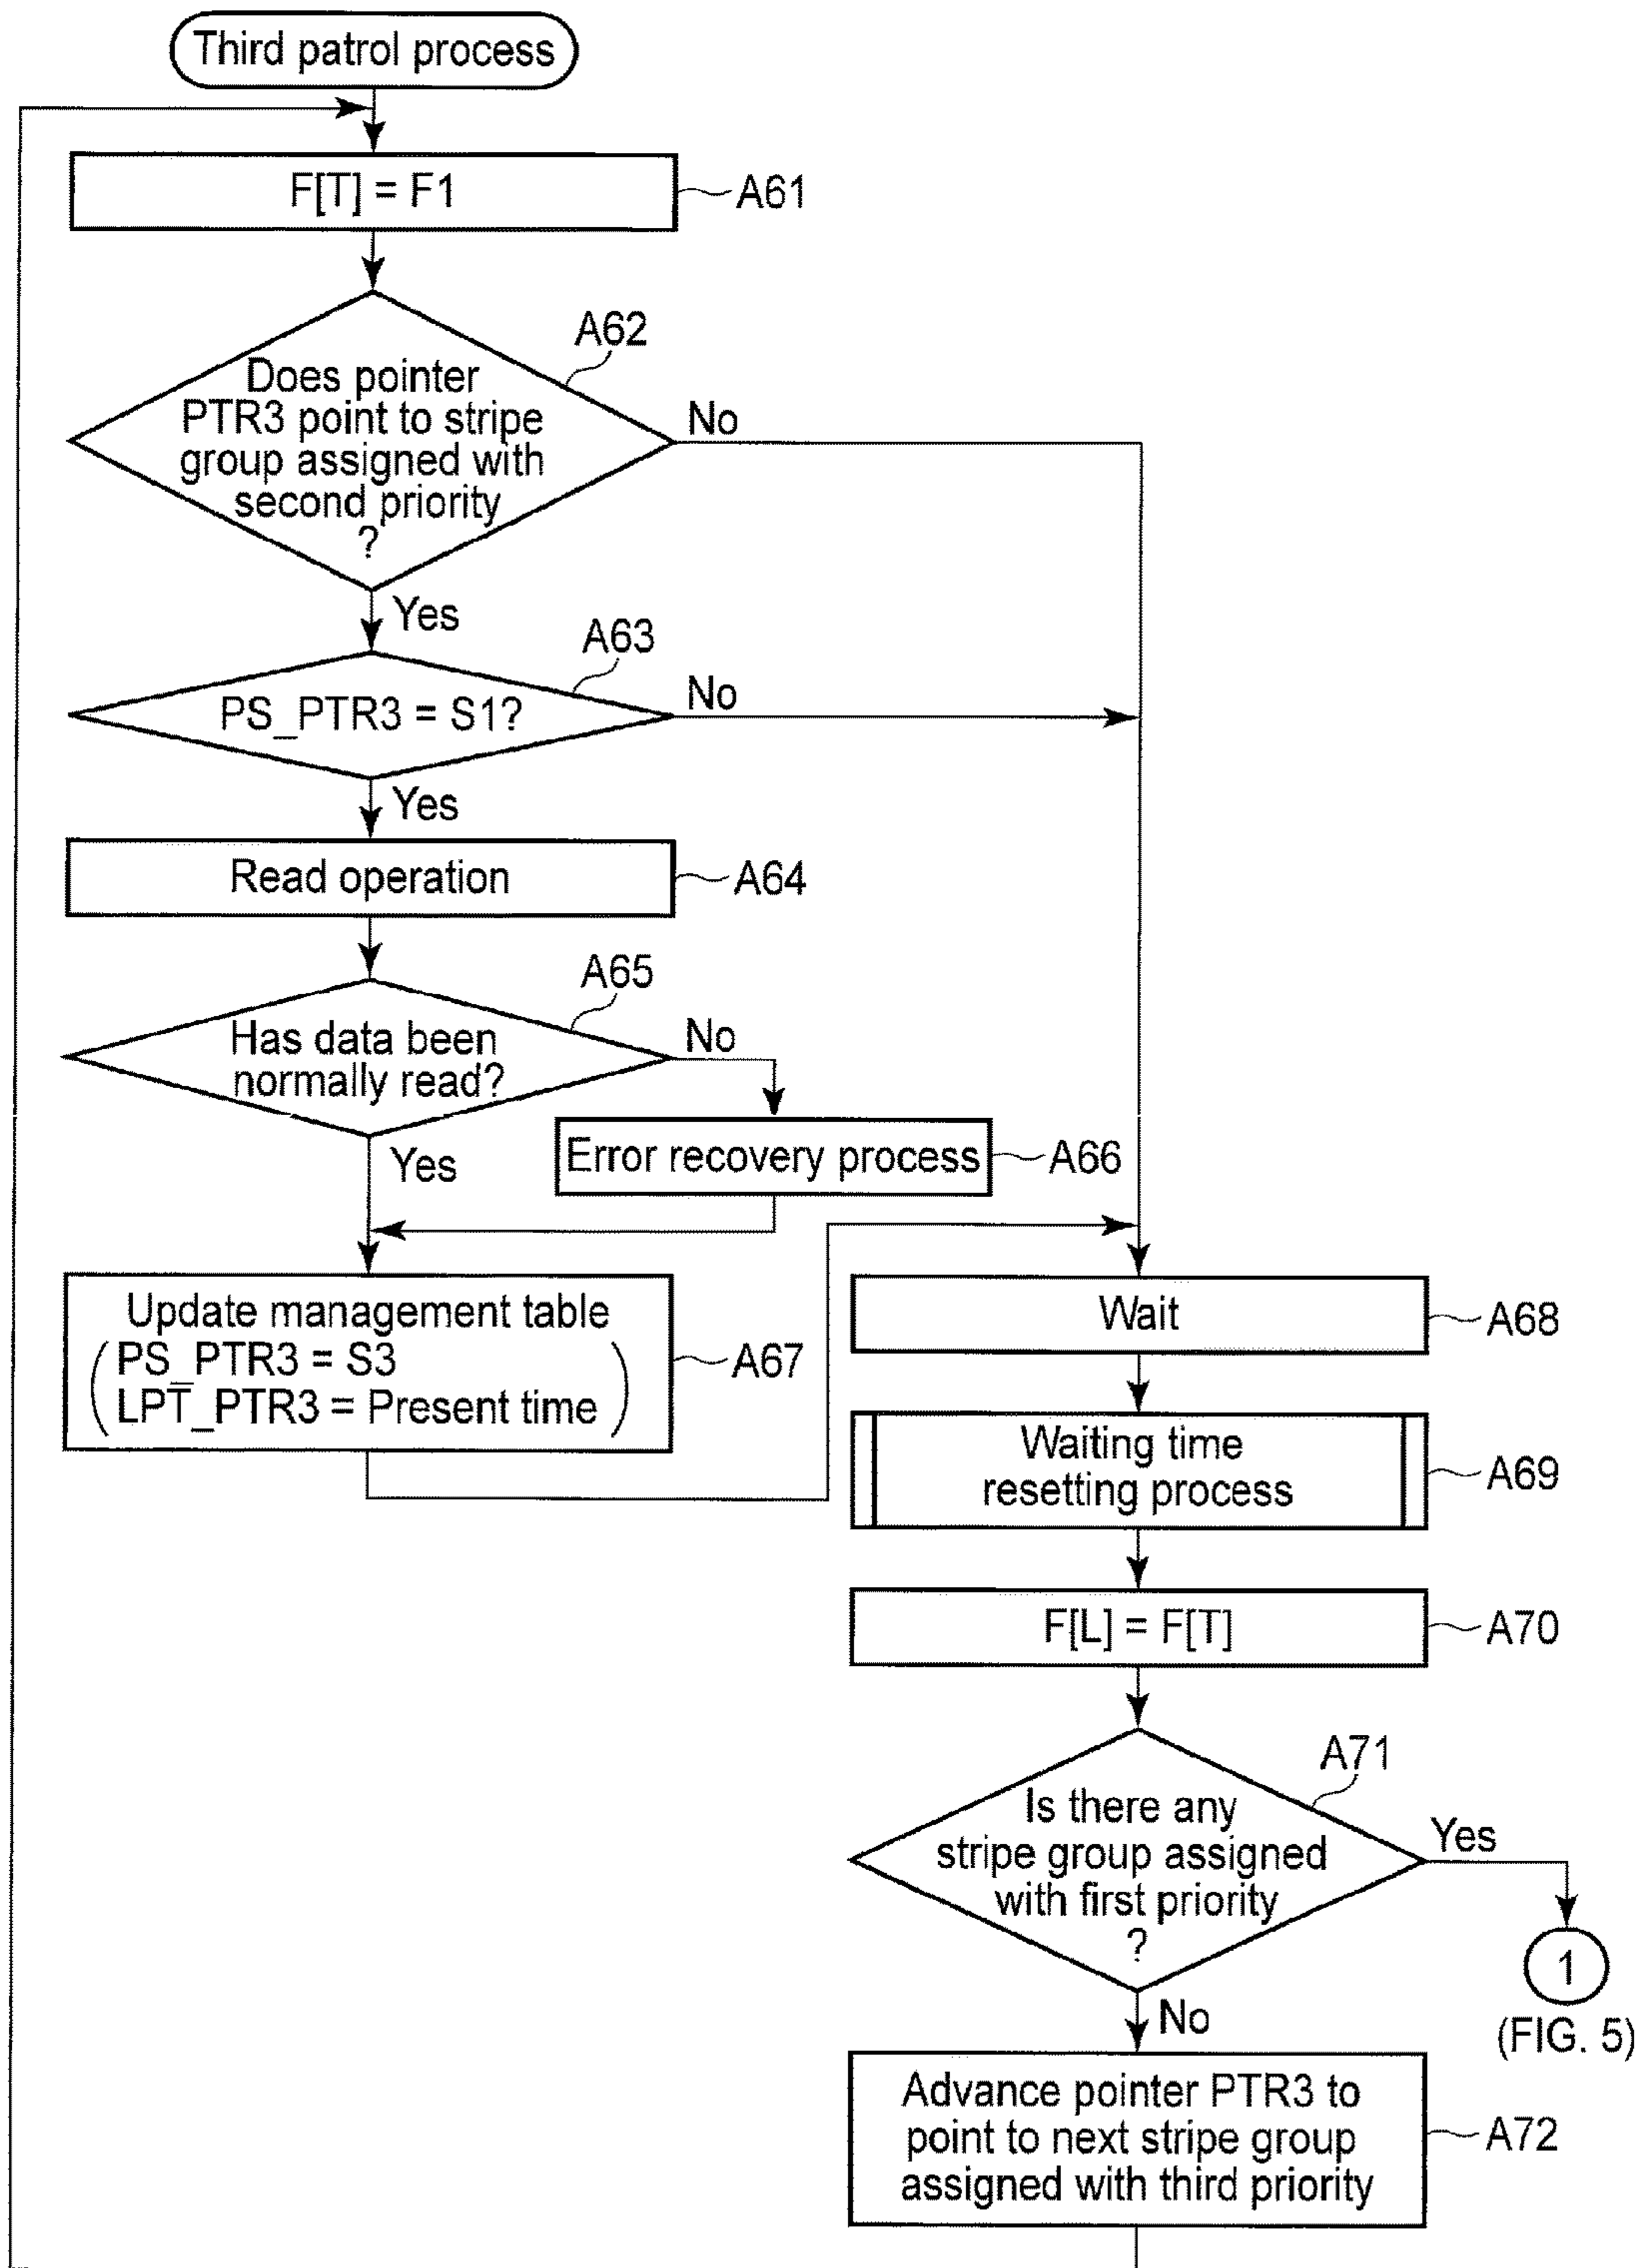 Third patrol process
F[T] = F1
A61
A62
Does pointer
PTR3 point to stripe
group assigned with
second priority
?
No
Yes
A63
PS_PTR3 = S1?
No
Yes
Read operation
A64
A65
Has data been
normally read?
No
Yes
Error recovery process
A66
Update management table
PS_PTR3 = S3
LPT_PTR3 = Present time
A67
Wait
A68
Waiting time
resetting process
A69
F[L] = F[T]
A70
A71
Is there any
stripe group assigned
with first priority
?
Yes
1
(FIG. 5)
No
Advance pointer PTR3 to
point to next stripe group
assigned with third priority
A72